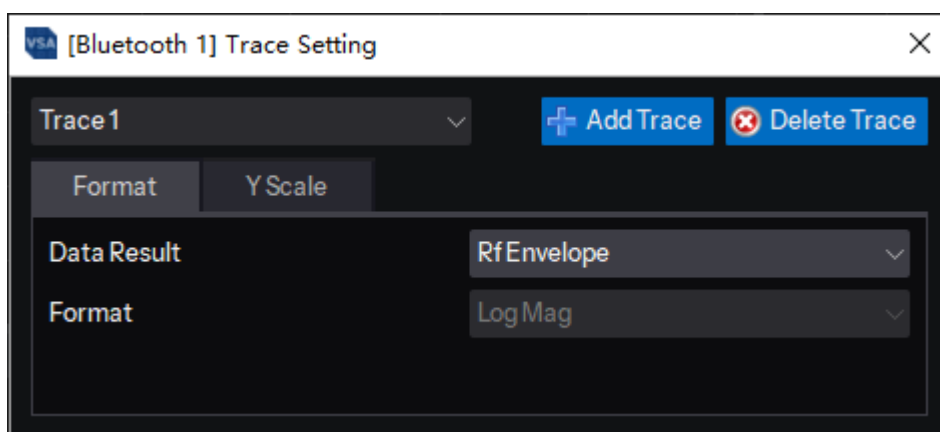 VSA [Bluetooth 1] Trace Setting
Trace1 Add Trace Delete Trace
Format Y Scale
Data Result Rf Envelope
Format Log Mag